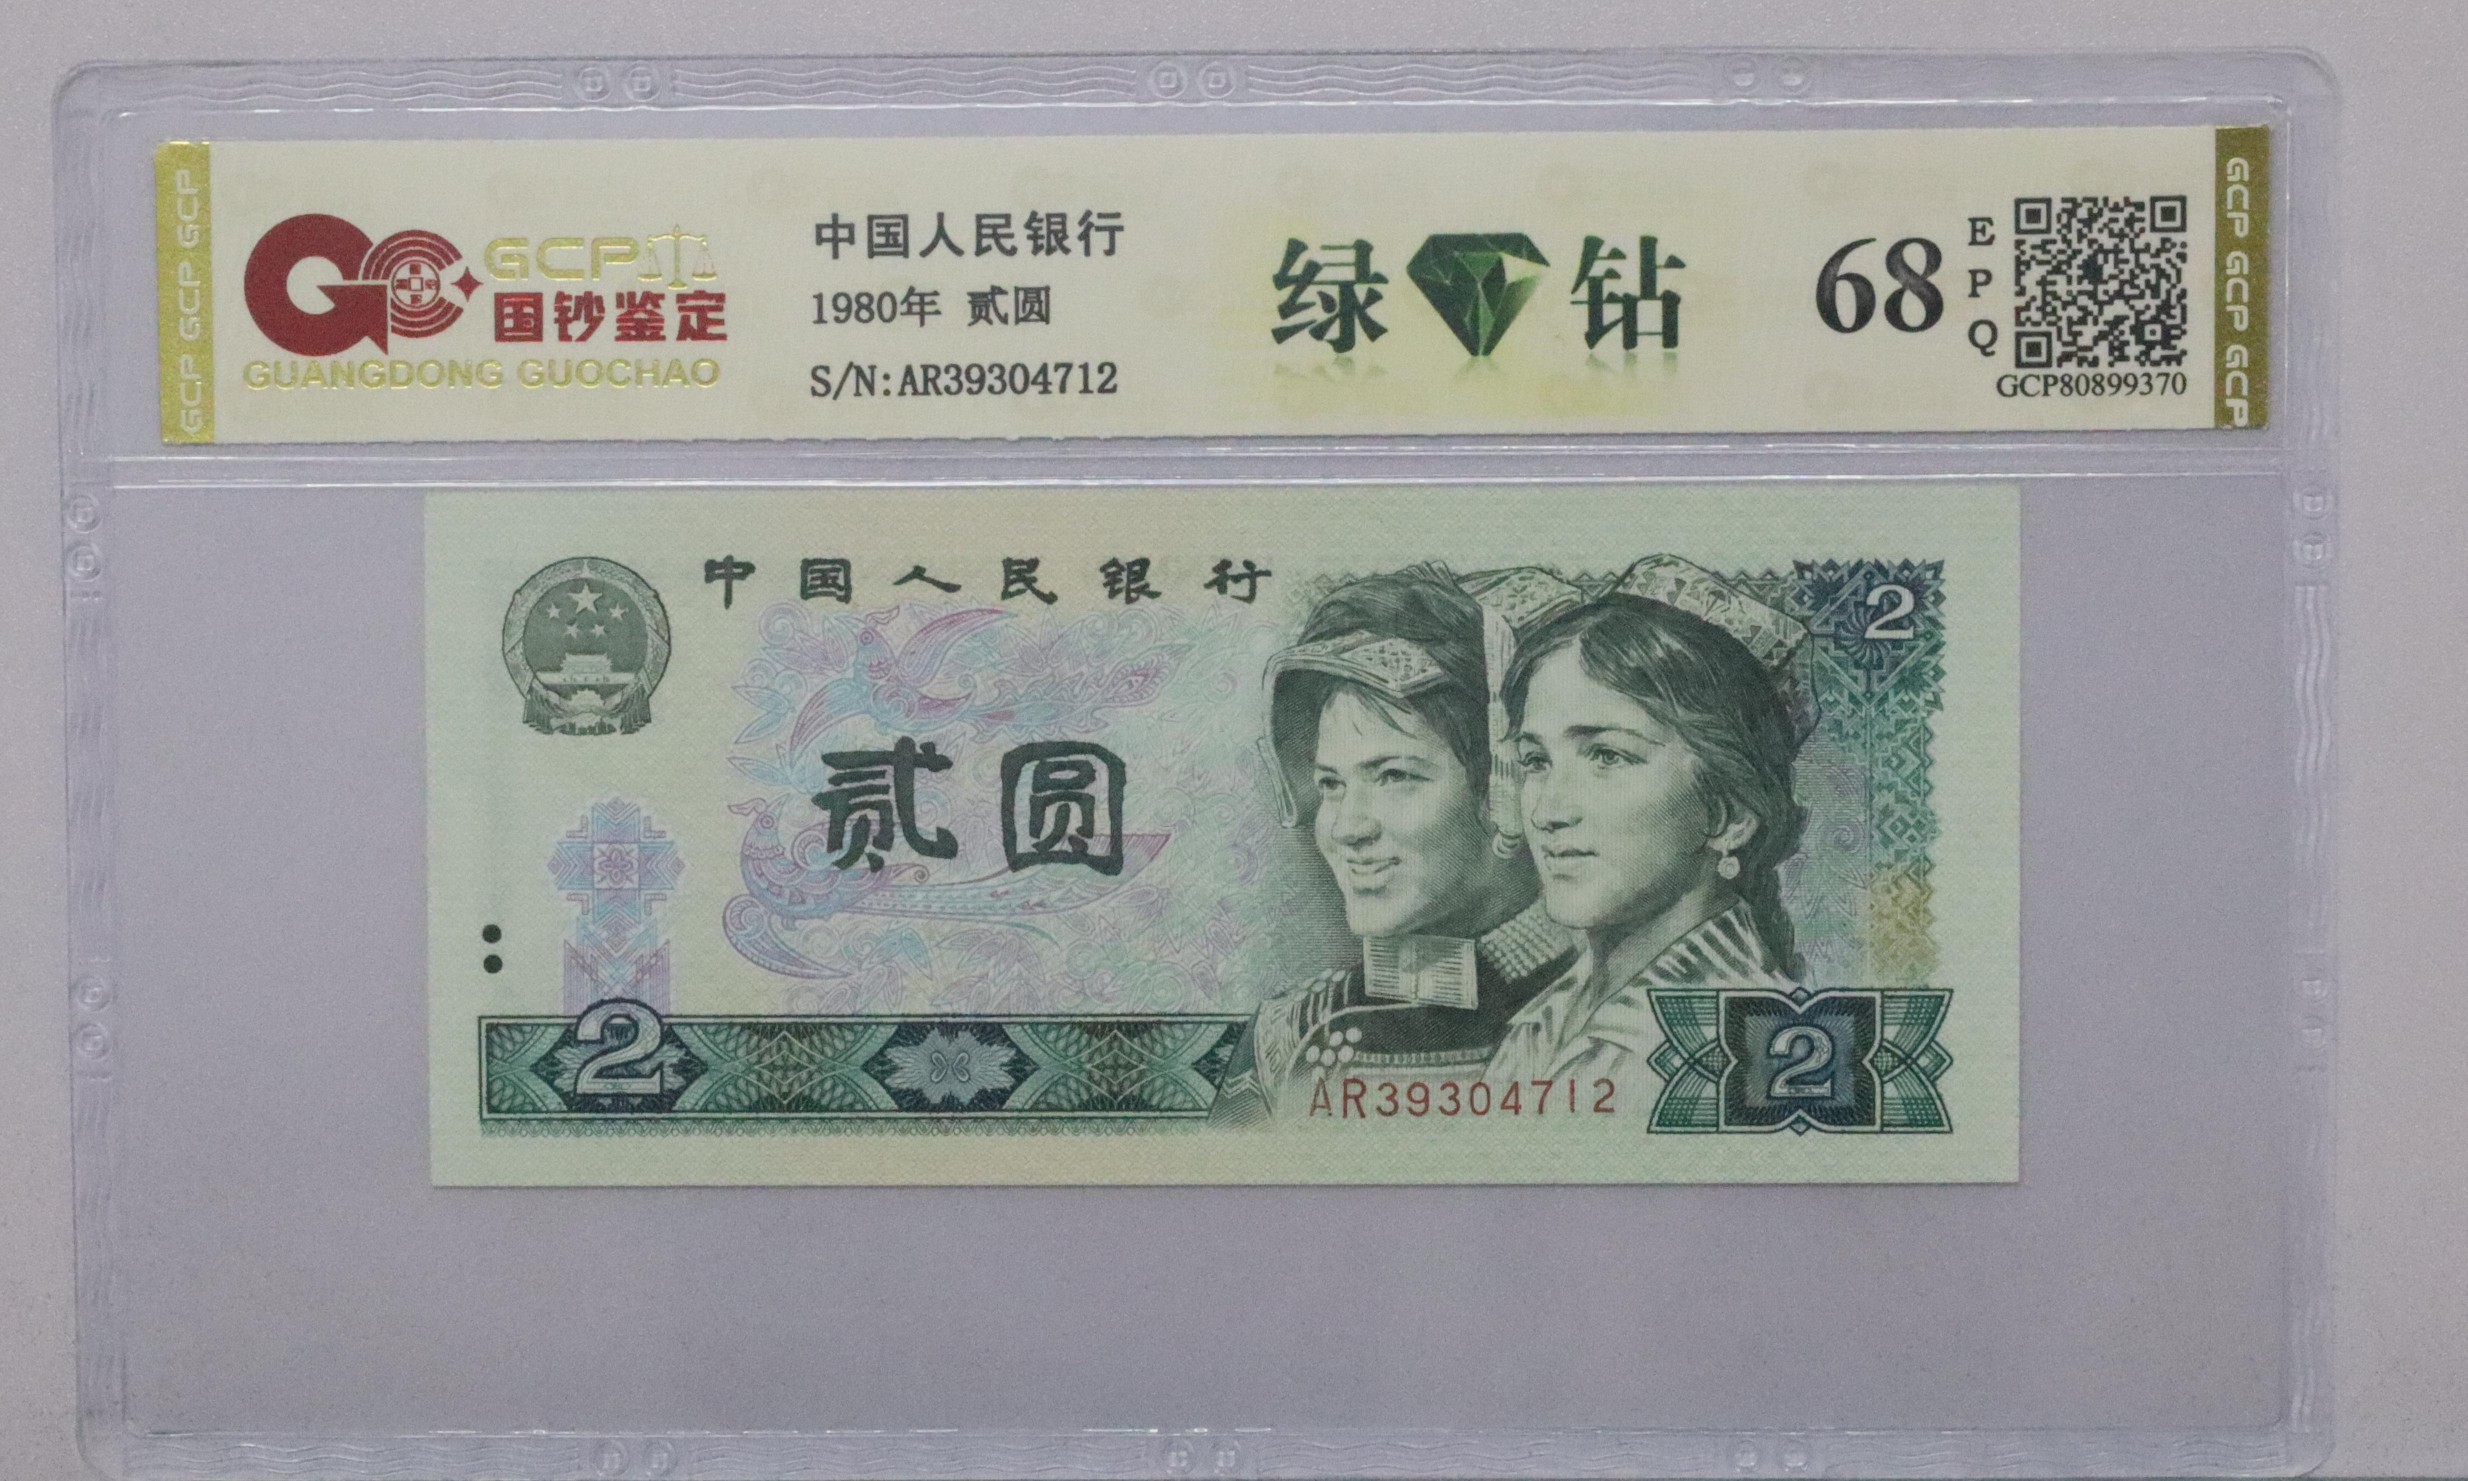 GCP GCP GCP
GCP
国钞鉴定
GUANGDONG GUOCHAO
中国人民银行
1980年 贰圆
S/N:AR39304712
绿 钻
68
E
P
Q
GCP80899370
GCP GCP GCP
中国人民银行
2
贰圆
2
AR39304712
2